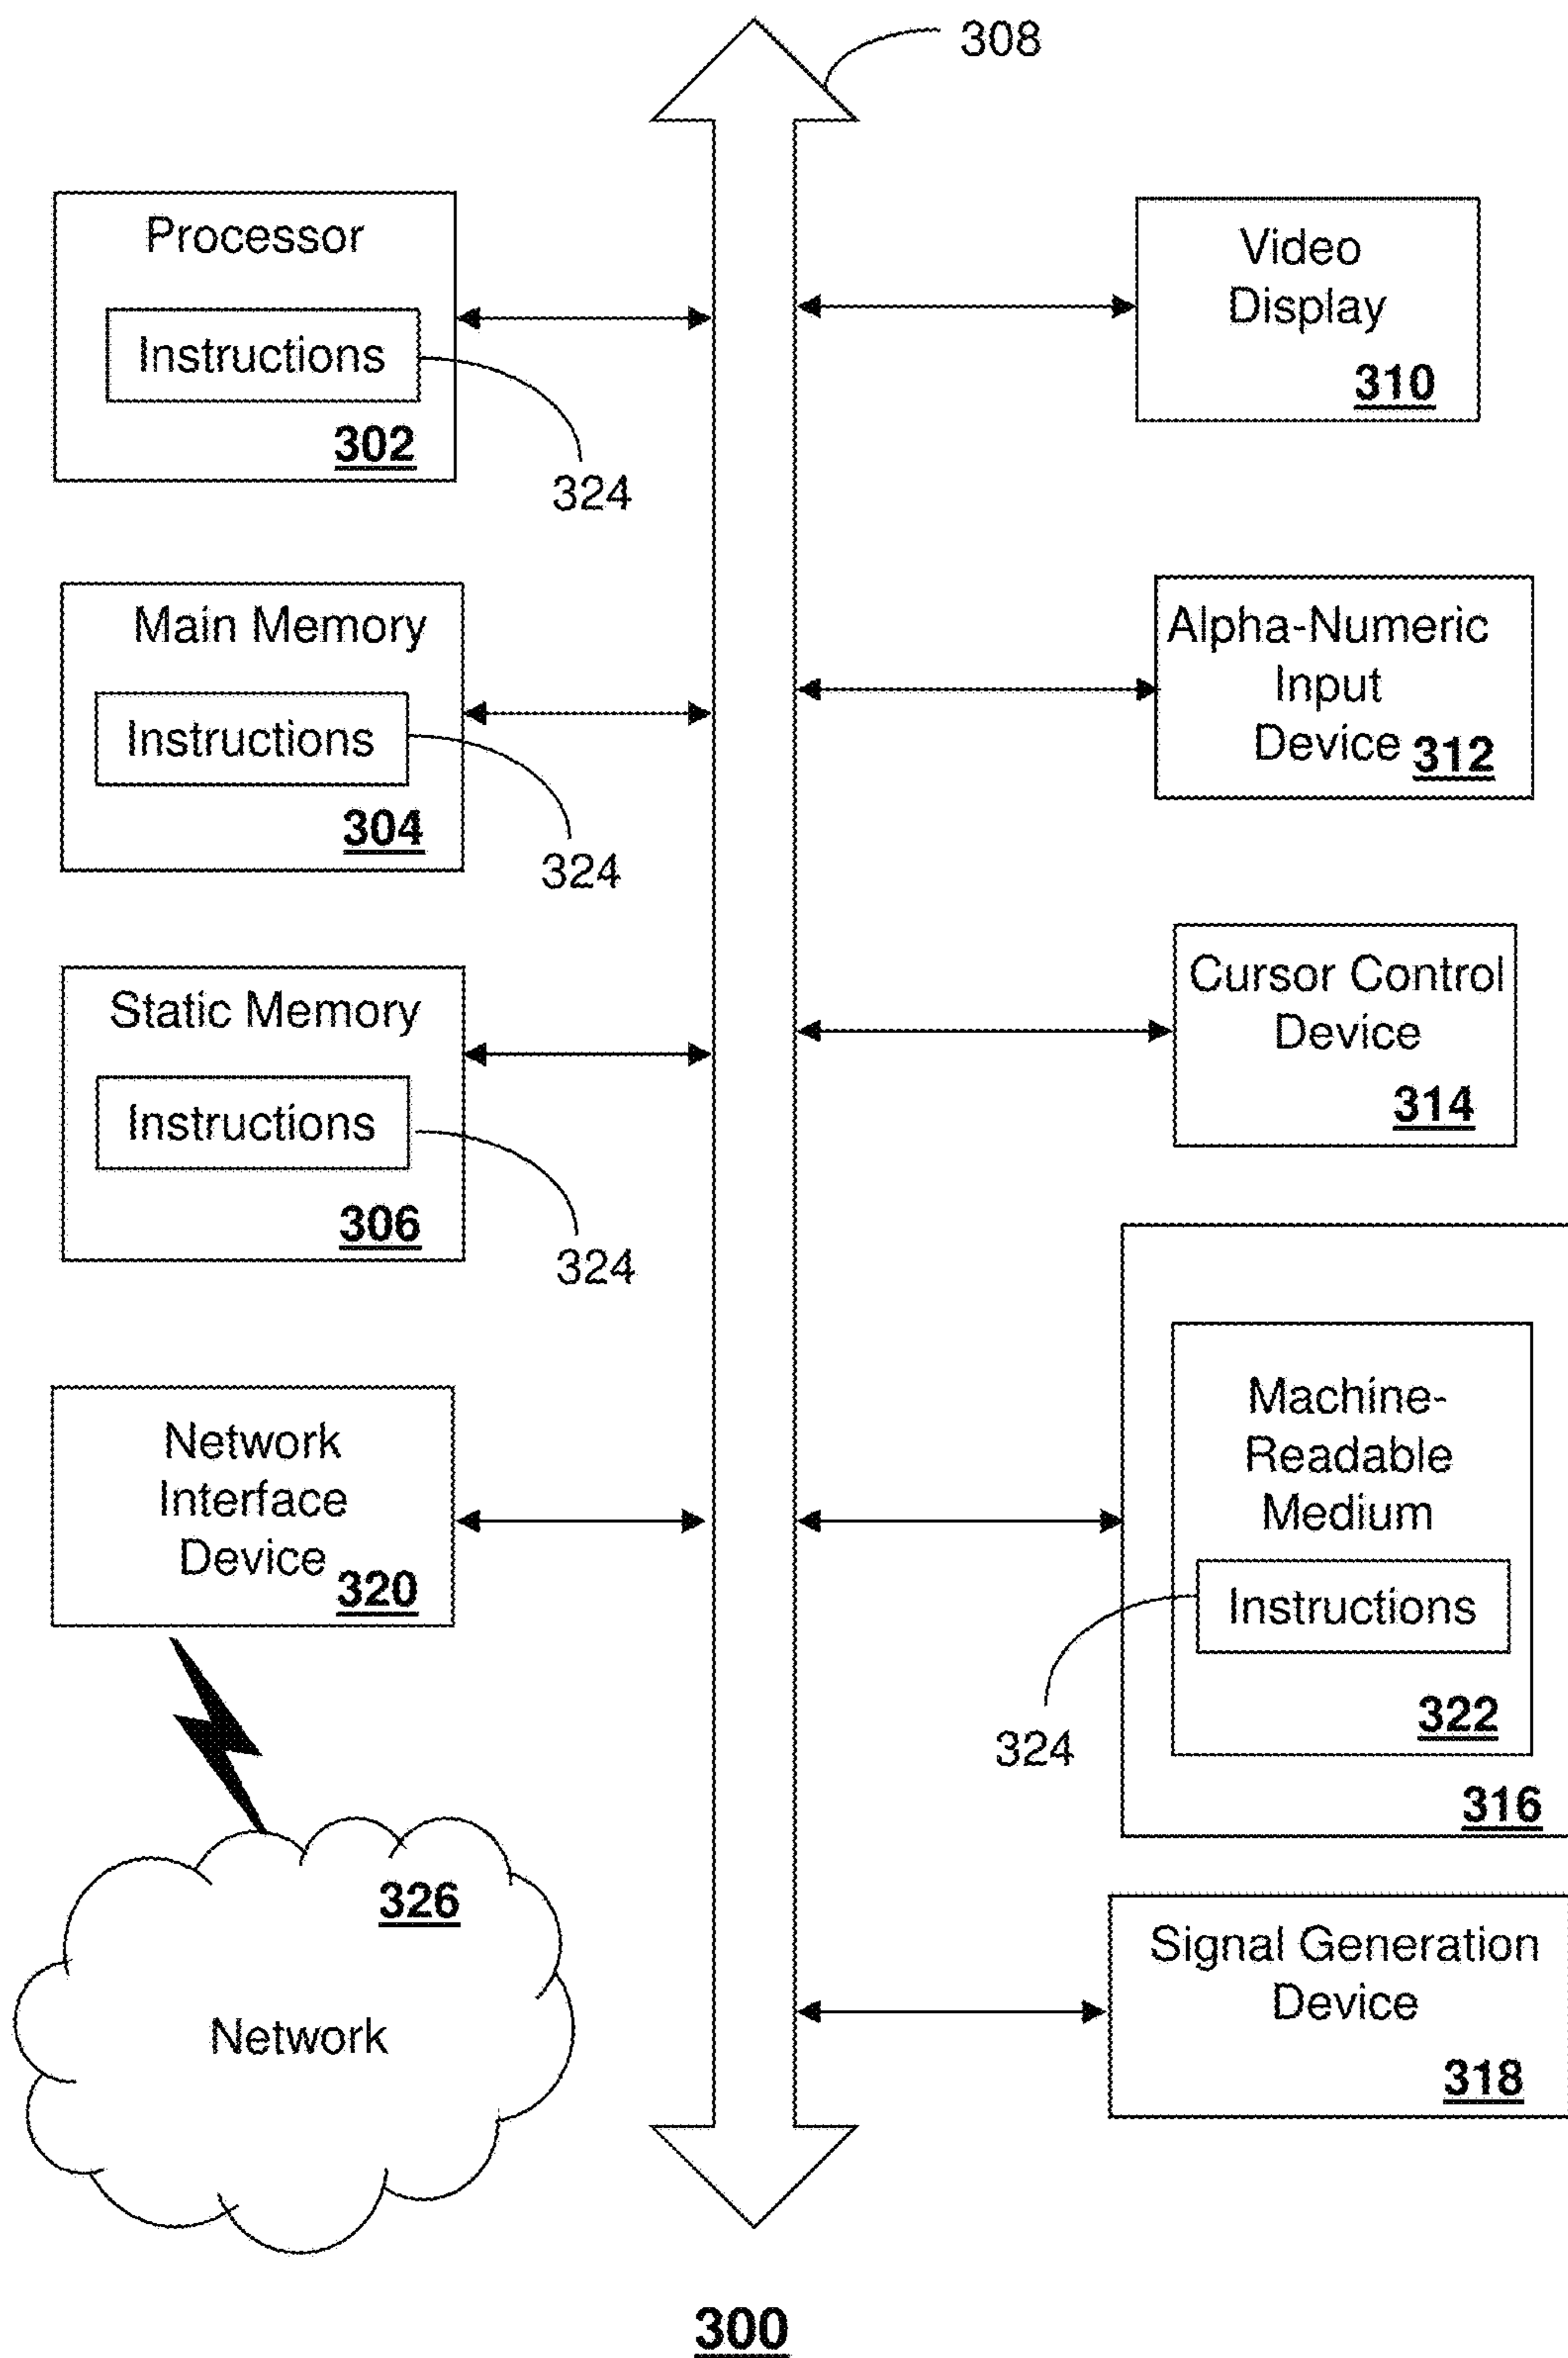 308
Processor
Instructions
302
324
Main Memory
Instructions
304
324
Static Memory
Instructions
306
324
Network
Interface
Device
320
326
Network
Video
Display
310
Alpha-Numeric
Input
Device
312
Cursor Control
Device
314
Machine-
Readable
Medium
Instructions
324
322
316
Signal Generation
Device
318
300